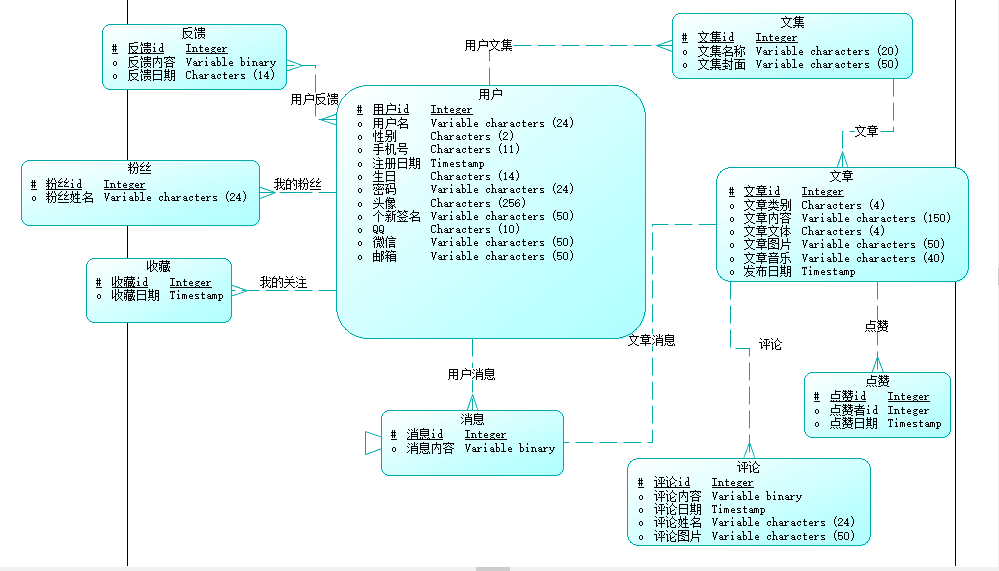 反馈
# 反馈id Integer
o 反馈内容 Variable binary
o 反馈日期 Characters (14)
用户反馈
用户文集
文集
# 文集id Integer
o 文集名称 Variable characters (20)
o 文集封面 Variable characters (50)
文章
用户
# 用户id Integer
o 用户名 Variable characters (24)
o 性别 Characters (2)
o 手机号 Characters (11)
o 注册日期 Timestamp
o 生日 Characters (14)
o 密码 Variable characters (24)
o 头像 Characters (256)
o 个新签名 Variable characters (50)
o QQ Characters (10)
o 微信 Variable characters (50)
o 邮箱 Variable characters (50)
粉丝
# 粉丝id Integer
o 粉丝姓名 Variable characters (24)
我的粉丝
收藏
# 收藏id Integer
o 收藏日期 Timestamp
我的关注
文章
# 文章id Integer
o 文章类别 Characters (4)
o 文章内容 Variable characters (150)
o 文章文体 Characters (4)
o 文章图片 Variable characters (50)
o 文章音乐 Variable characters (40)
o 发布日期 Timestamp
用户消息
文章消息
评论
点赞
消息
# 消息id Integer
o 消息内容 Variable binary
点赞
# 点赞id Integer
o 点赞者id Integer
o 点赞日期 Timestamp
评论
# 评论id Integer
o 评论内容 Variable binary
o 评论日期 Timestamp
o 评论姓名 Variable characters (24)
o 评论图片 Variable characters (50)